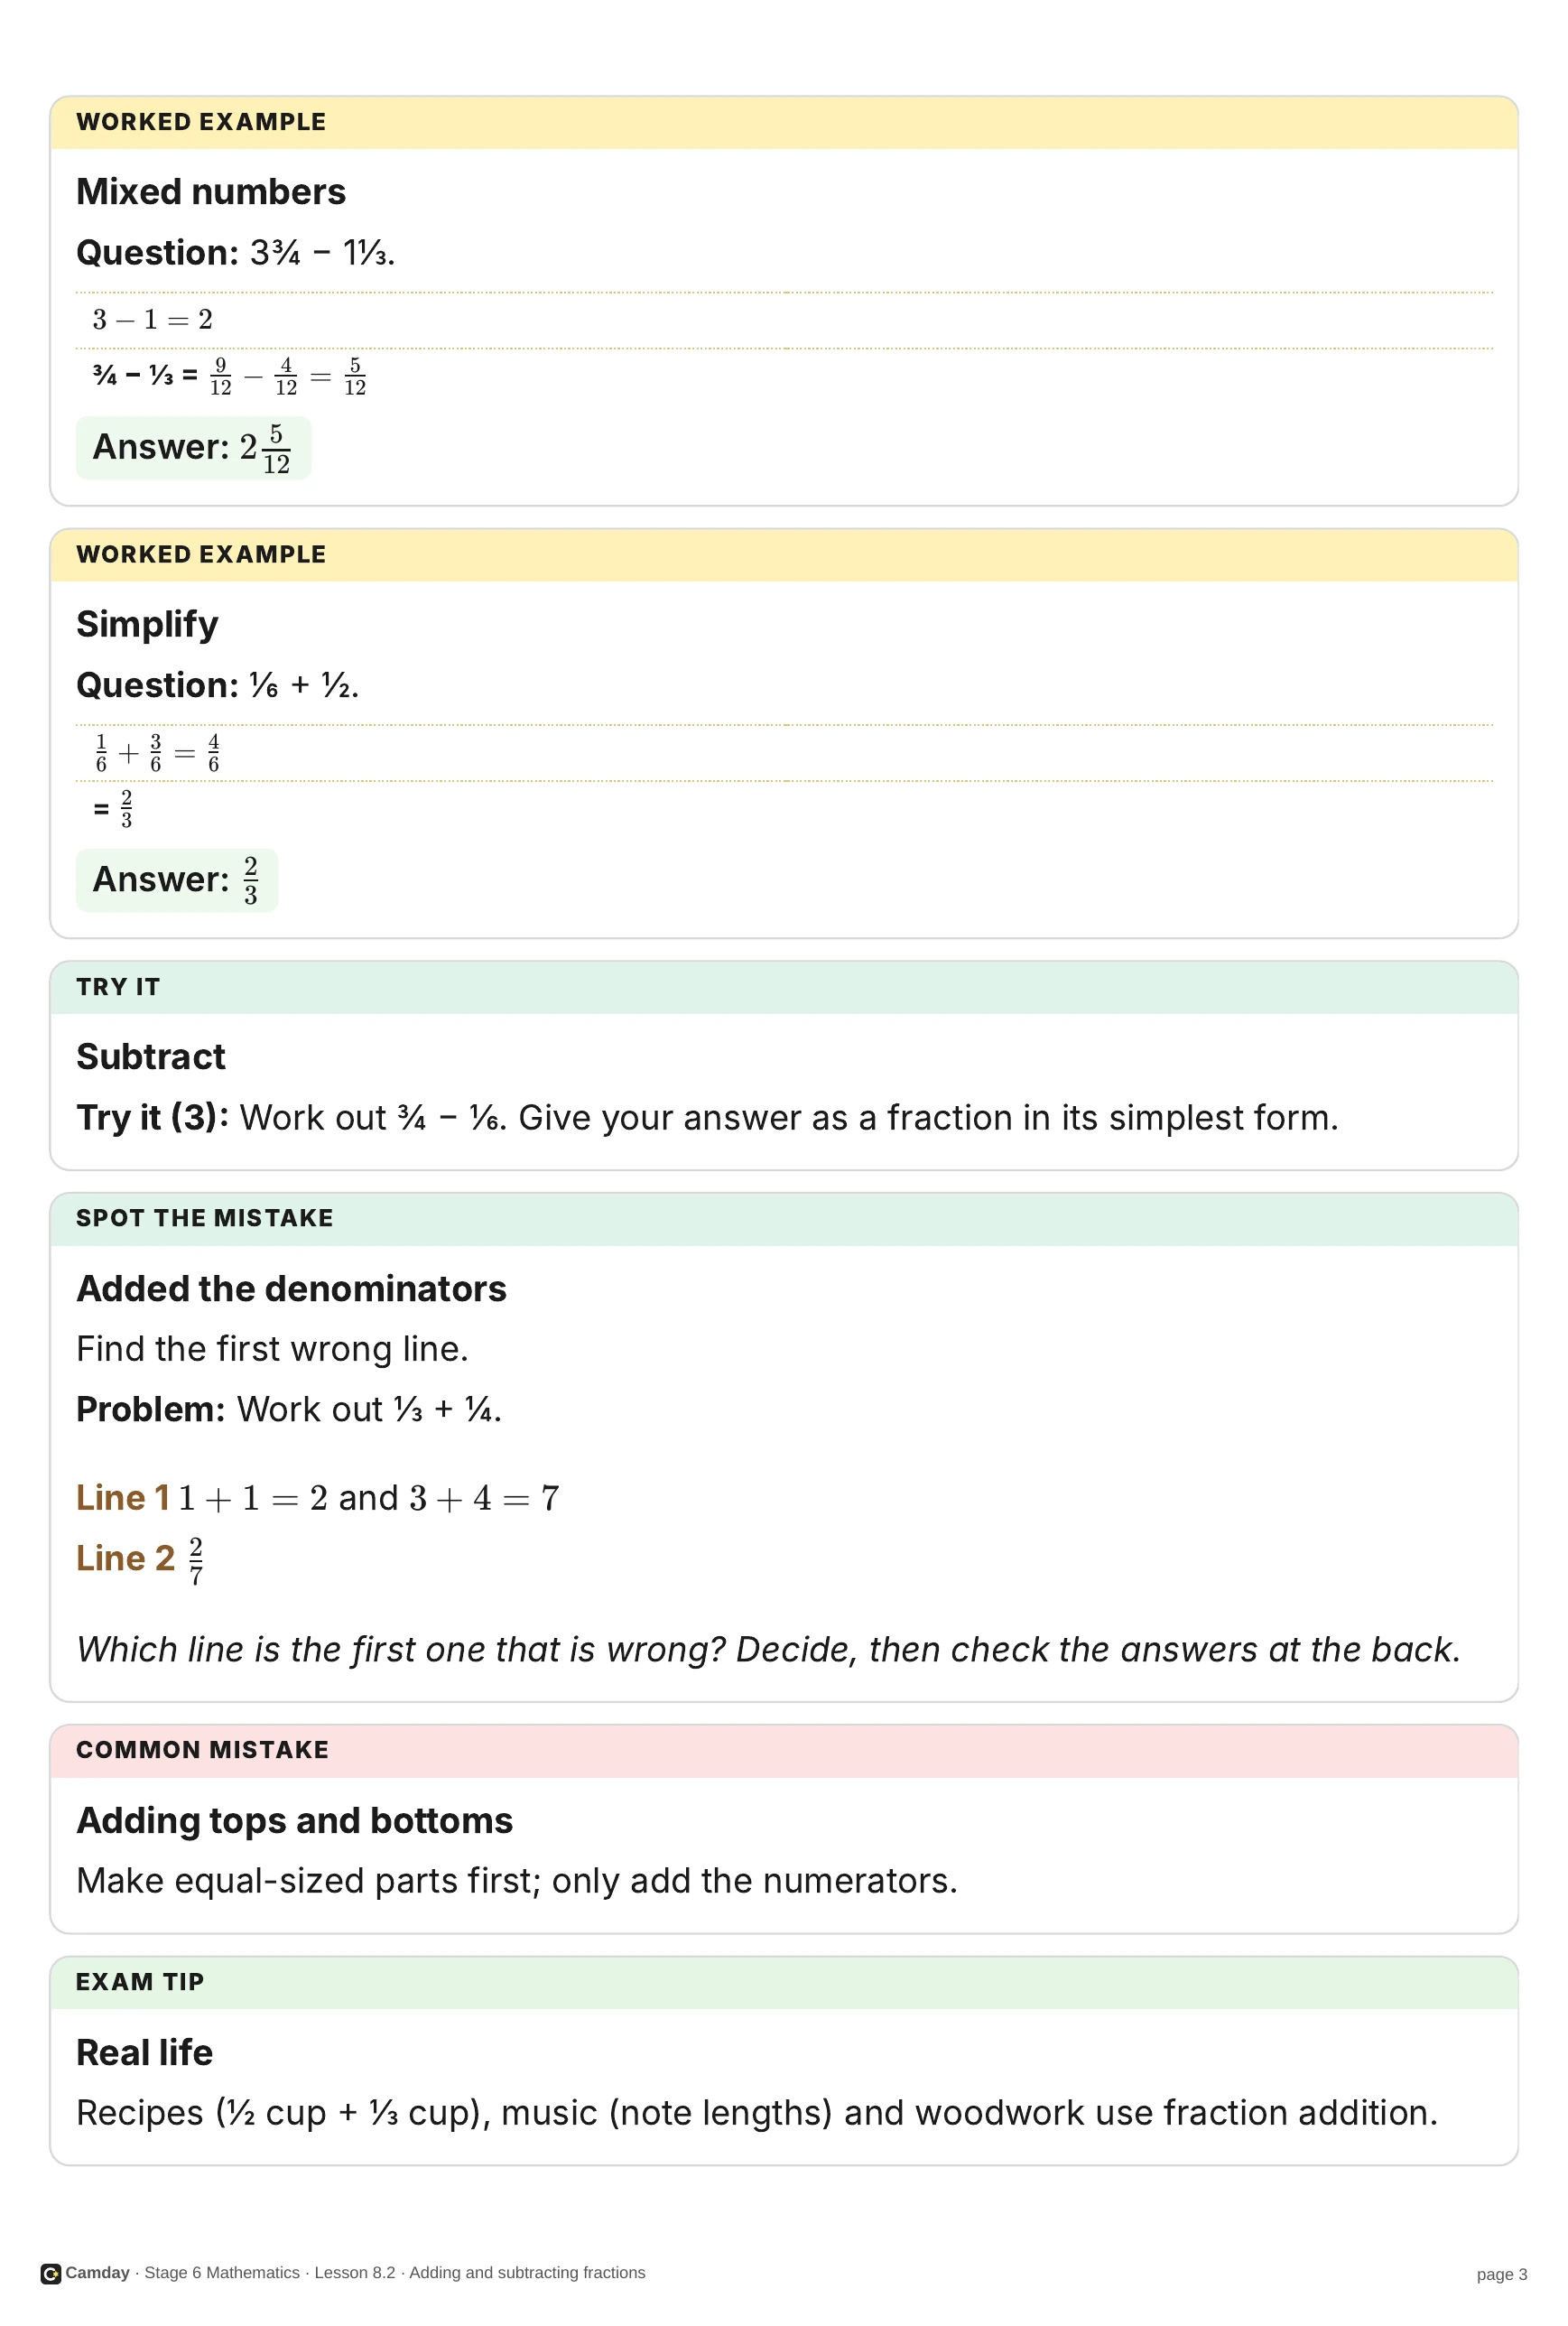 WORKED EXAMPLE
Mixed numbers
Question: 3¾ − 1⅓.
3 − 1 = 2
¾ − ⅓ = 9/12 − 4/12 = 5/12
Answer: 2 5/12
WORKED EXAMPLE
Simplify
Question: ⅙ + ½.
1/6 + 3/6 = 4/6
= 2/3
Answer: 2/3
TRY IT
Subtract
Try it (3): Work out ¾ − ⅙. Give your answer as a fraction in its simplest form.
SPOT THE MISTAKE
Added the denominators
Find the first wrong line.
Problem: Work out ⅓ + ¼.
Line 1 1 + 1 = 2 and 3 + 4 = 7
Line 2 2/7
Which line is the first one that is wrong? Decide, then check the answers at the back.
COMMON MISTAKE
Adding tops and bottoms
Make equal-sized parts first; only add the numerators.
EXAM TIP
Real life
Recipes (½ cup + ⅓ cup), music (note lengths) and woodwork use fraction addition.
Camday · Stage 6 Mathematics · Lesson 8.2 · Adding and subtracting fractions
page 3